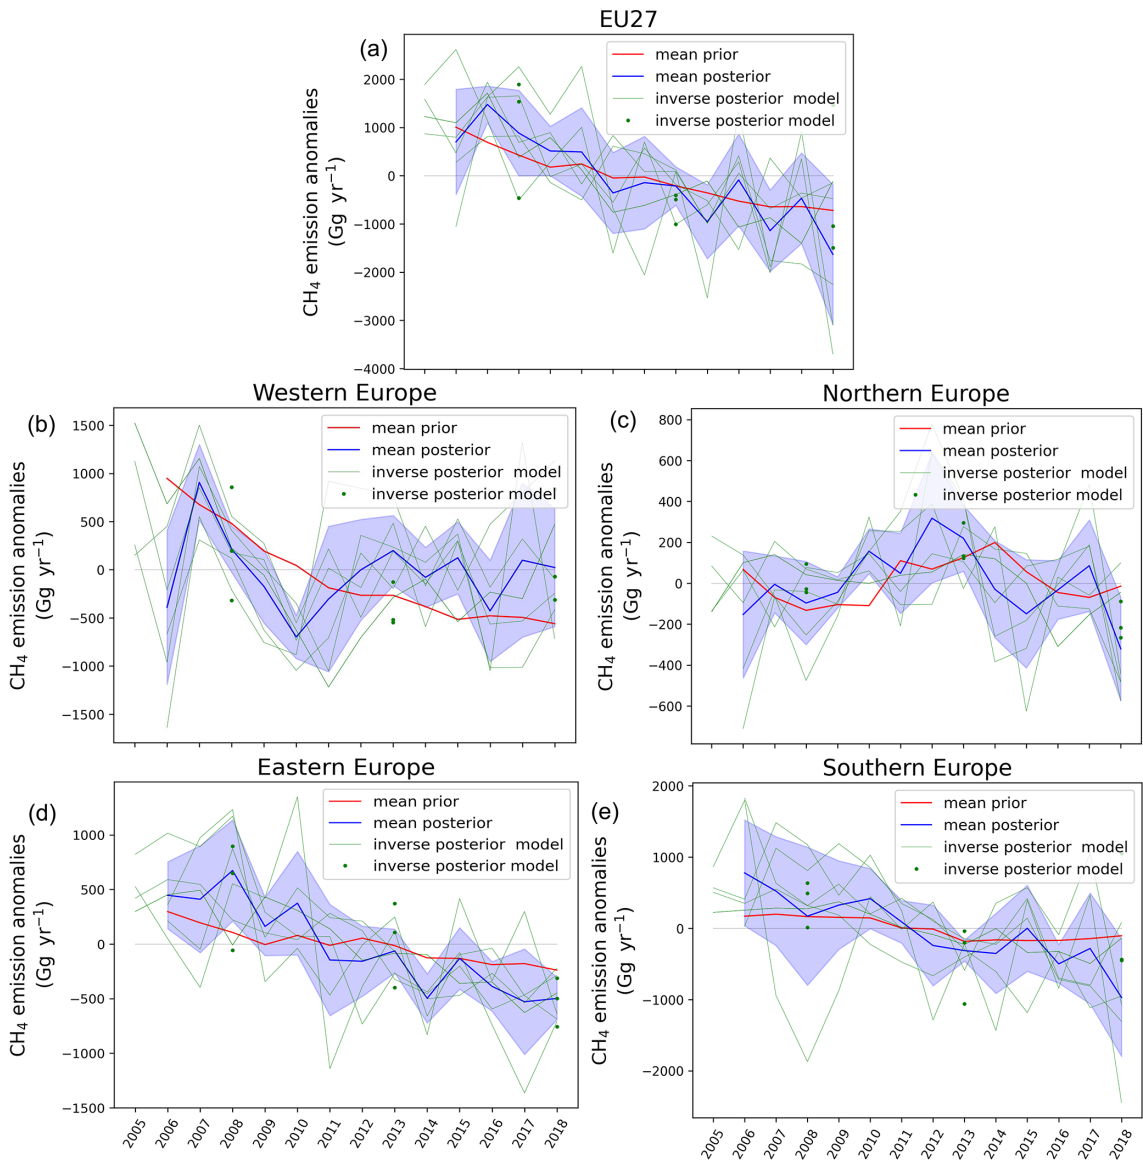 EU27
(a)
mean prior
mean posterior
inverse posterior  model
inverse posterior model
CH₄ emission anomalies
(Gg yr⁻¹)
2000
1000
0
−1000
−2000
−3000
−4000
Western Europe
(b)
mean prior
mean posterior
inverse posterior  model
inverse posterior model
CH₄ emission anomalies
(Gg yr⁻¹)
1500
1000
500
0
−500
−1000
−1500
Northern Europe
(c)
mean prior
mean posterior
inverse posterior  model
inverse posterior model
CH₄ emission anomalies
(Gg yr⁻¹)
800
600
400
200
0
−200
−400
−600
Eastern Europe
(d)
mean prior
mean posterior
inverse posterior  model
inverse posterior model
CH₄ emission anomalies
(Gg yr⁻¹)
1000
500
0
−500
−1000
−1500
2005 2006 2007 2008 2009 2010 2011 2012 2013 2014 2015 2016 2017 2018
Southern Europe
(e)
mean prior
mean posterior
inverse posterior  model
inverse posterior model
CH₄ emission anomalies
(Gg yr⁻¹)
2000
1000
0
−1000
−2000
2005 2006 2007 2008 2009 2010 2011 2012 2013 2014 2015 2016 2017 2018